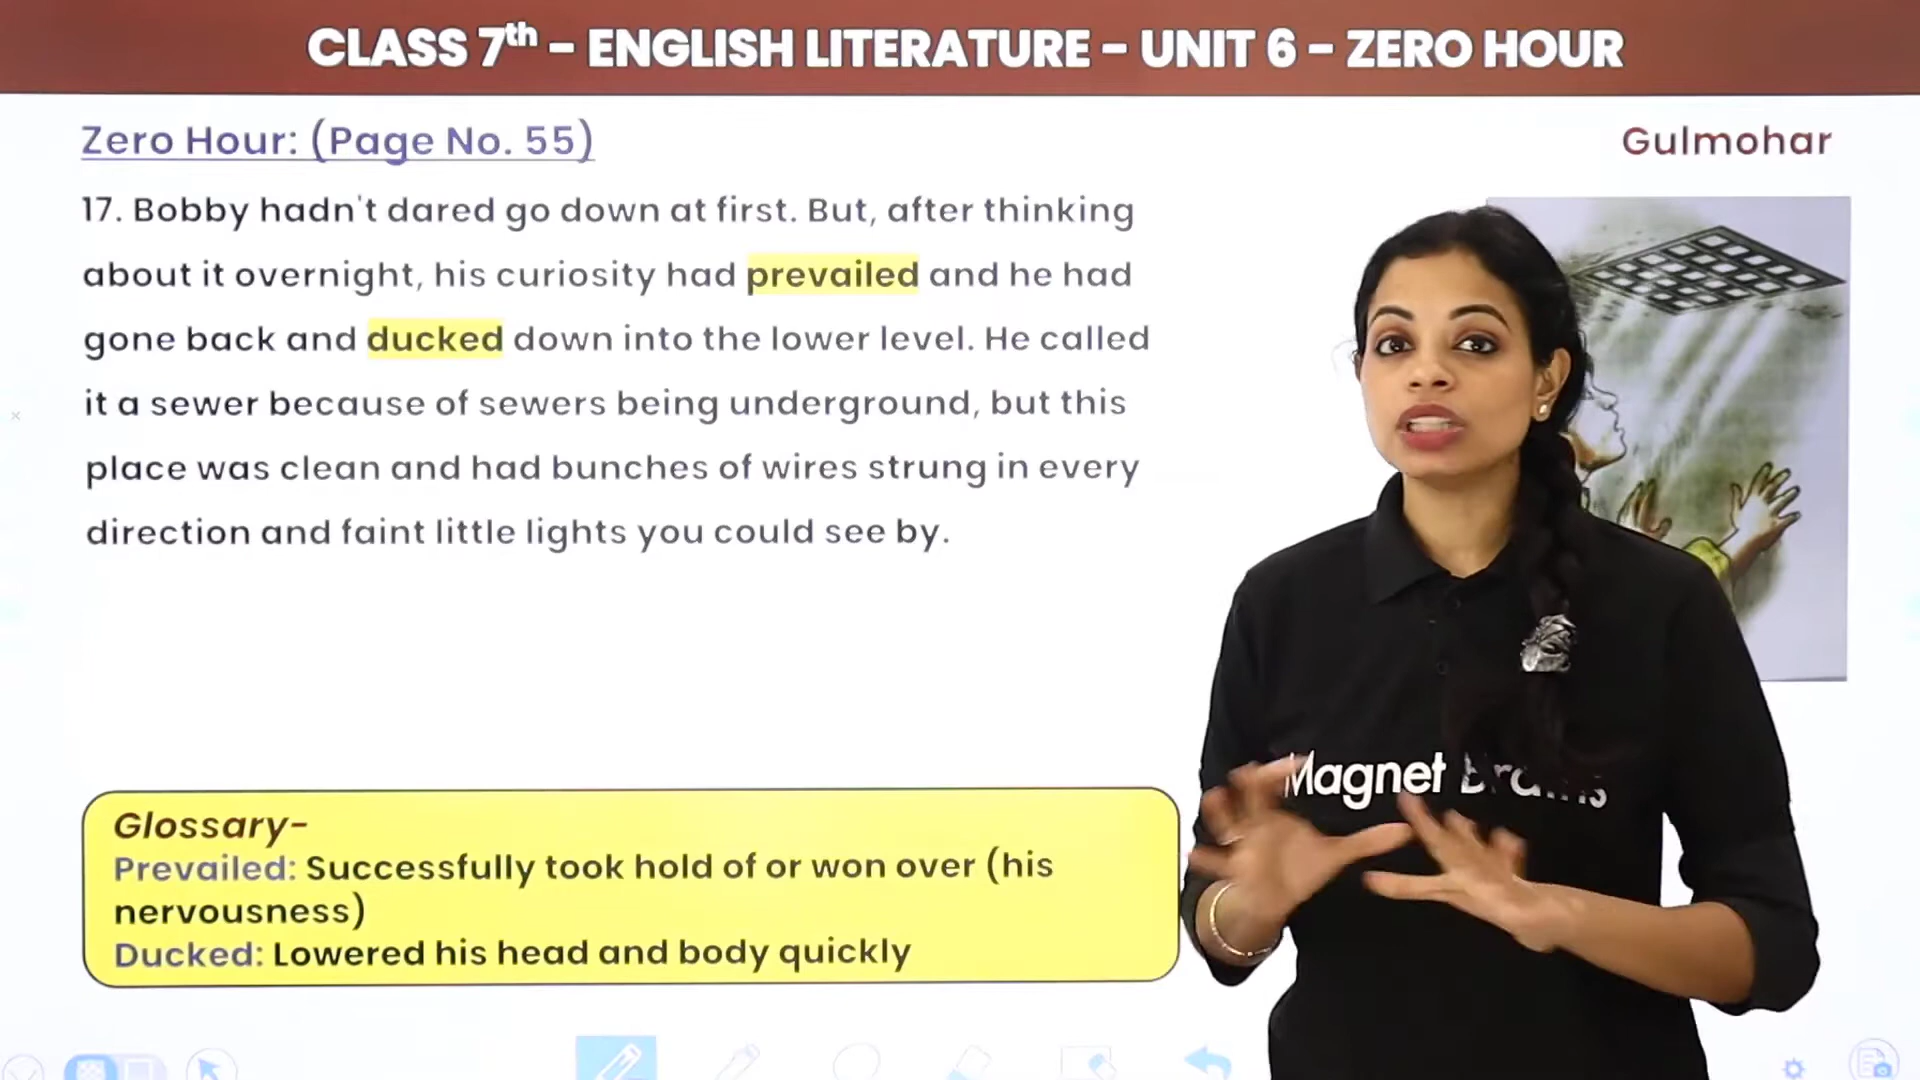 CLASS 7th - ENGLISH LITERATURE - UNIT 6 - ZERO HOUR
Zero Hour: (Page No. 55)
Gulmohar
17. Bobby hadn't dared go down at first. But, after thinking
about it overnight, his curiosity had prevailed and he had
gone back and ducked down into the lower level. He called
it a sewer because of sewers being underground, but this
place was clean and had bunches of wires strung in every
direction and faint little lights you could see by.
Magnet Brains
Glossary-
Prevailed: Successfully took hold of or won over (his
nervousness)
Ducked: Lowered his head and body quickly